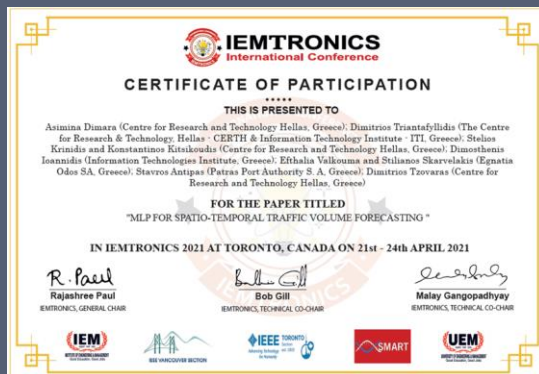 IEMTRONICS
International Conference
CERTIFICATE OF PARTICIPATION
THIS IS PRESENTED TO
Asimina Dimara (Centre for Research and Technology Hellas, Greece); Dimitrios Triantafyllidis (The Centre
for Research & Technology, Hellas - CERTH & Information Technology Institute - ITI, Greece); Stelios
Krinidis and Konstantinos Kitsikoudis (Centre for Research and Technology Hellas, Greece); Dimosthenis
Ioannidis (Information Technologies Institute, Greece); Efthalia Valkouma and Stilianos Skarvelakis (Egnatia
Odos SA, Greece); Stavros Antipas (Patras Port Authority S. A, Greece); Dimitrios Tzovaras (Centre for
Research and Technology Hellas, Greece)
FOR THE PAPER TITLED
"MLP FOR SPATIO-TEMPORAL TRAFFIC VOLUME FORECASTING "
IN IEMTRONICS 2021 AT TORONTO, CANADA ON 21st - 24th APRIL 2021
R. Paul
Rajashree Paul
IEMTRONICS, GENERAL CHAIR
Bob Gill
IEMTRONICS, TECHNICAL CO-CHAIR
Malay Gangopadhyay
IEMTRONICS, TECHNICAL CO-CHAIR
IEM
IEEE VANCOUVER SECTION
IEEE TORONTO
SMART
UEM